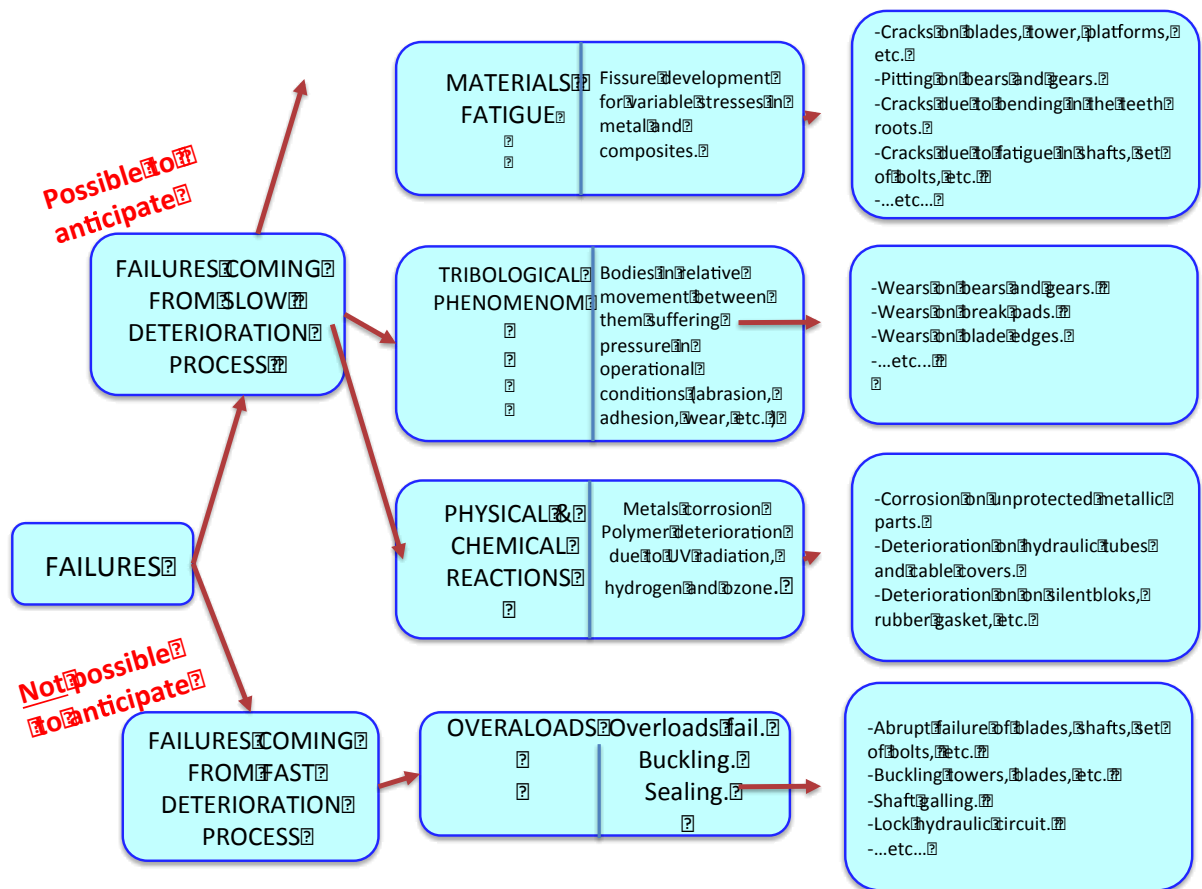 FAILURES
Possible to
anticipate
Not possible
to anticipate
FAILURES COMING
FROM SLOW
DETERIORATION
PROCESS
FAILURES COMING
FROM FAST
DETERIORATION
PROCESS
MATERIALS
FATIGUE
Fissure development
for variable stresses in
metal and
composites.
-Cracks on blades, tower, platforms,
etc.
-Pitting on bears and gears.
-Cracks due to bending in the teeth
roots.
-Cracks due to fatigue in shafts, set
of bolts, etc.
-...etc...
TRIBOLOGICAL
PHENOMENOM
Bodies in relative
movement between
them suffering
pressure in
operational
conditions (abrasion,
adhesion, wear, etc. )
-Wears on bears and gears.
-Wears on break pads.
-Wears on blade edges.
-...etc...
PHYSICAL &
CHEMICAL
REACTIONS
Metals corrosion
Polymer deterioration
due to UV radiation,
hydrogen and ozone.
-Corrosion on unprotected metallic
parts.
-Deterioration on hydraulic tubes
and cable covers.
-Deterioration on on silentbloks,
rubber gasket, etc.
OVERALOADS
Overloads fail.
Buckling.
Sealing.
-Abrupt failure of blades, shafts, set
of bolts, etc.
-Buckling towers, blades, etc.
-Shaft galling.
-Lock hydraulic circuit.
-...etc...